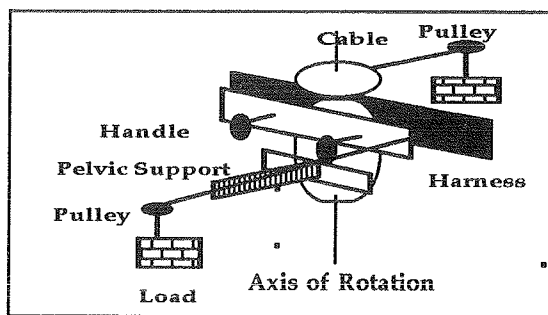 Cable
Pulley
Handle
Pelvic Support
Harness
Pulley
Axis of Rotation
Load